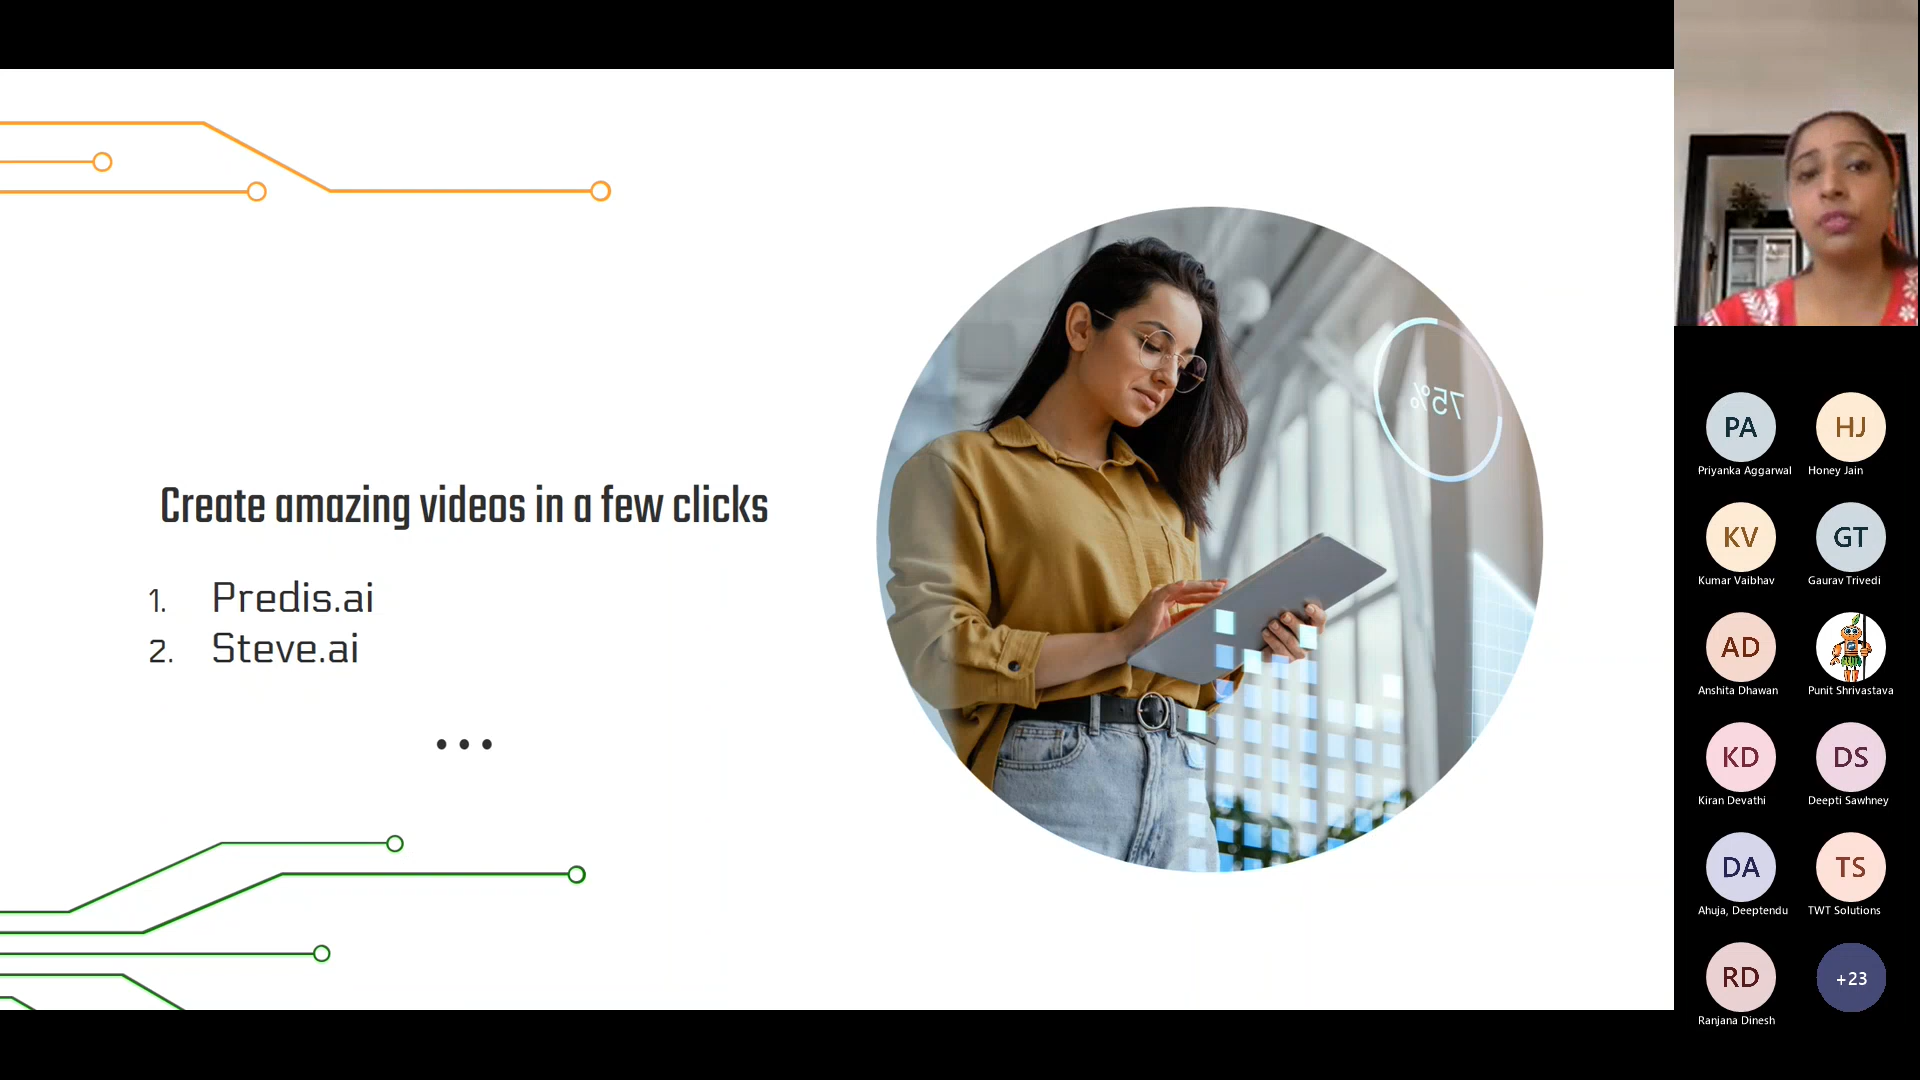 Create amazing videos in a few clicks
1. Predis.ai
2. Steve.ai
...
75%
PA
HJ
Priyanka Aggarwal
Honey Jain
KV
GT
Kumar Vaibhav
Gaurav Trivedi
AD
Anshita Dhawan
Punit Shrivastava
KD
DS
Kiran Devathi
Deepti Sawhney
DA
TS
Ahuja, Deeptendu
TWT Solutions
RD
+23
Ranjana Dinesh